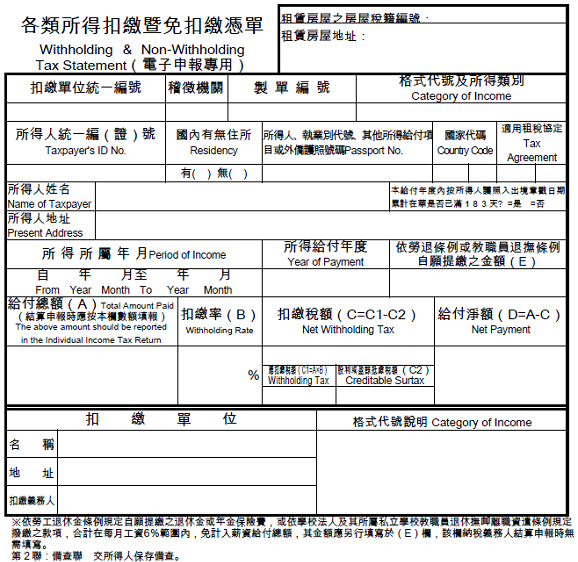 各類所得扣繳暨免扣繳憑單
Withholding & Non-Withholding
Tax Statement（電子申報專用）
租賃房屋之房屋稅籍編號：
租賃房屋地址：
扣繳單位統一編號
稽徵機關
製單編號
格式代號及所得類別
Category of Income
所得人統一編（證）號
Taxpayer's ID No.
國內有無住所
Residency
所得人、執業別代號、其他所得給付項
目或外僑護照號碼Passport No.
國家代碼
Country Code
適用租稅協定
Tax
Agreement
有( ) 無( )
所得人姓名
Name of Taxpayer
本給付年度內按所得人護照入出境章戳日期
累計在華是否已滿183天? □是 □否
所得人地址
Present Address
所得所屬年月Period of Income
所得給付年度
Year of Payment
依勞退條例或教職員退撫條例
自願提繳之金額(E)
自 年 月至 年 月
From Year Month To Year Month
給付總額(A) Total Amount Paid
(結算申報時應按本欄數額填報)
The above amount should be reported
in the Individual Income Tax Return
扣繳率(B)
Withholding Rate
扣繳稅額(C=C1-C2)
Net Withholding Tax
給付淨額(D=A-C)
Net Payment
%
應扣繳稅額(C1=AxB)
Withholding Tax
股利或盈餘抵繳稅額(C2)
Creditable Surtax
扣繳單位
格式代號說明 Category of Income
名 稱
地 址
扣繳義務人
※依勞工退休金條例規定自願提繳之退休金或年金保險費，或依學校法人及其所屬私立學校教職員退休撫卹離職資遣條例規定
撥繳之款項，合計在每月工資6%範圍內，免計入薪資給付總額，其金額應另行填寫於(E)欄，該欄納稅義務人結算申報時無
需填寫。
第2聯：備查聯 交所得人保存備查。